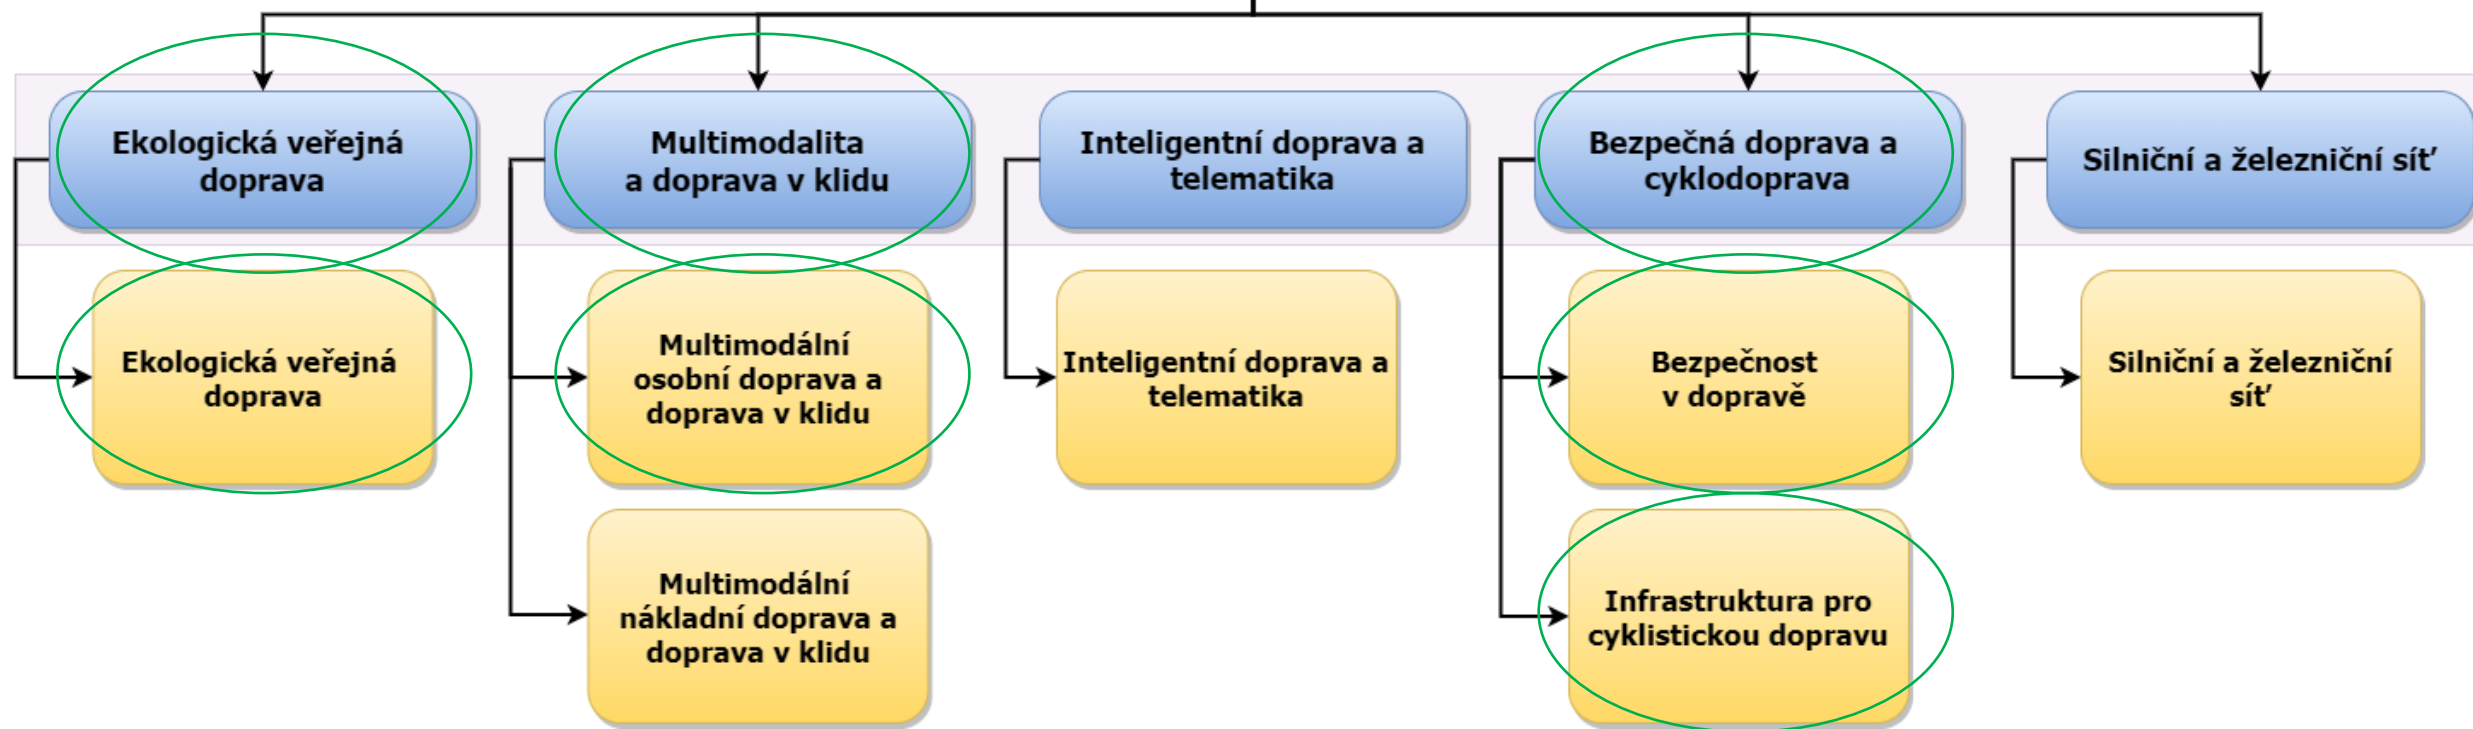 Ekologická veřejná
doprava
Multimodalita
a doprava v klidu
Inteligentní doprava a
telematika
Bezpečná doprava a
cyklodoprava
Silniční a železniční síť
Ekologická veřejná
doprava
Multimodální
osobní doprava a
doprava v klidu
Inteligentní doprava a
telematika
Bezpečnost
v dopravě
Silniční a železniční
síť
Multimodální
nákladní doprava a
doprava v klidu
Infrastruktura pro
cyklistickou dopravu